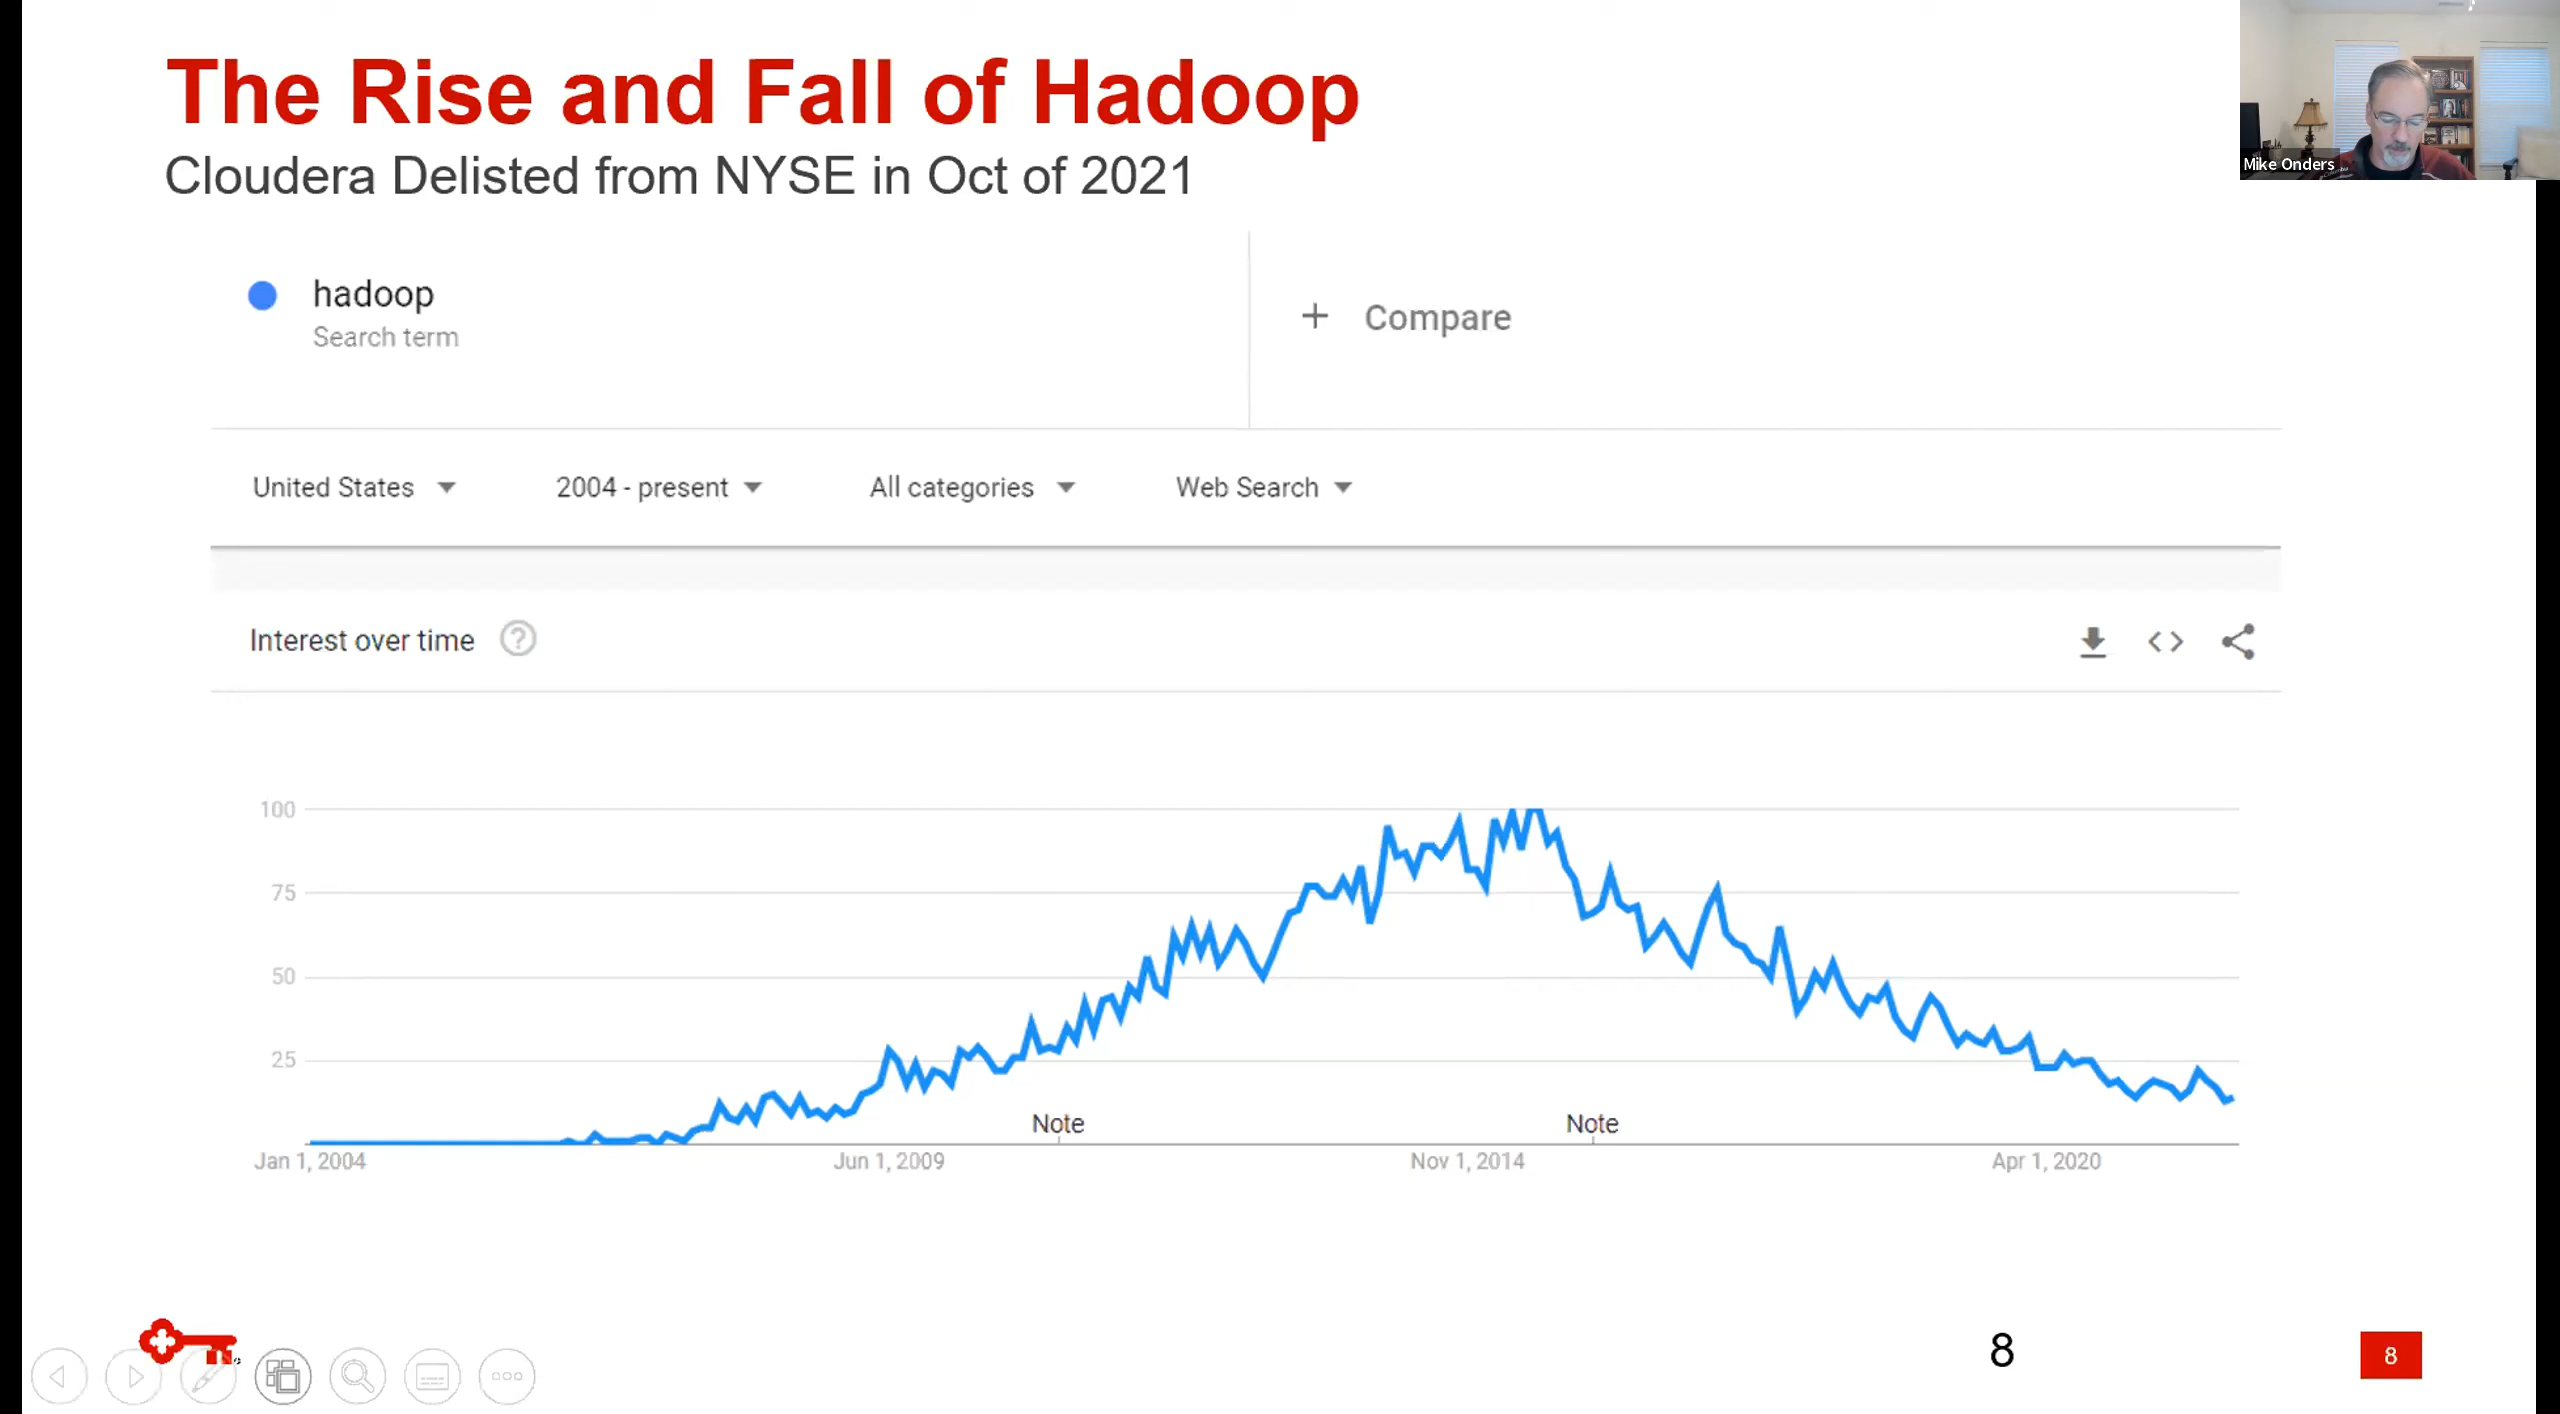 The Rise and Fall of Hadoop
Cloudera Delisted from NYSE in Oct of 2021
Mike Onders
hadoop
Search term
+ Compare
United States
2004 - present
All categories
Web Search
Interest over time
100
75
50
25
Note
Note
Jan 1, 2004
Jun 1, 2009
Nov 1, 2014
Apr 1, 2020
8
8